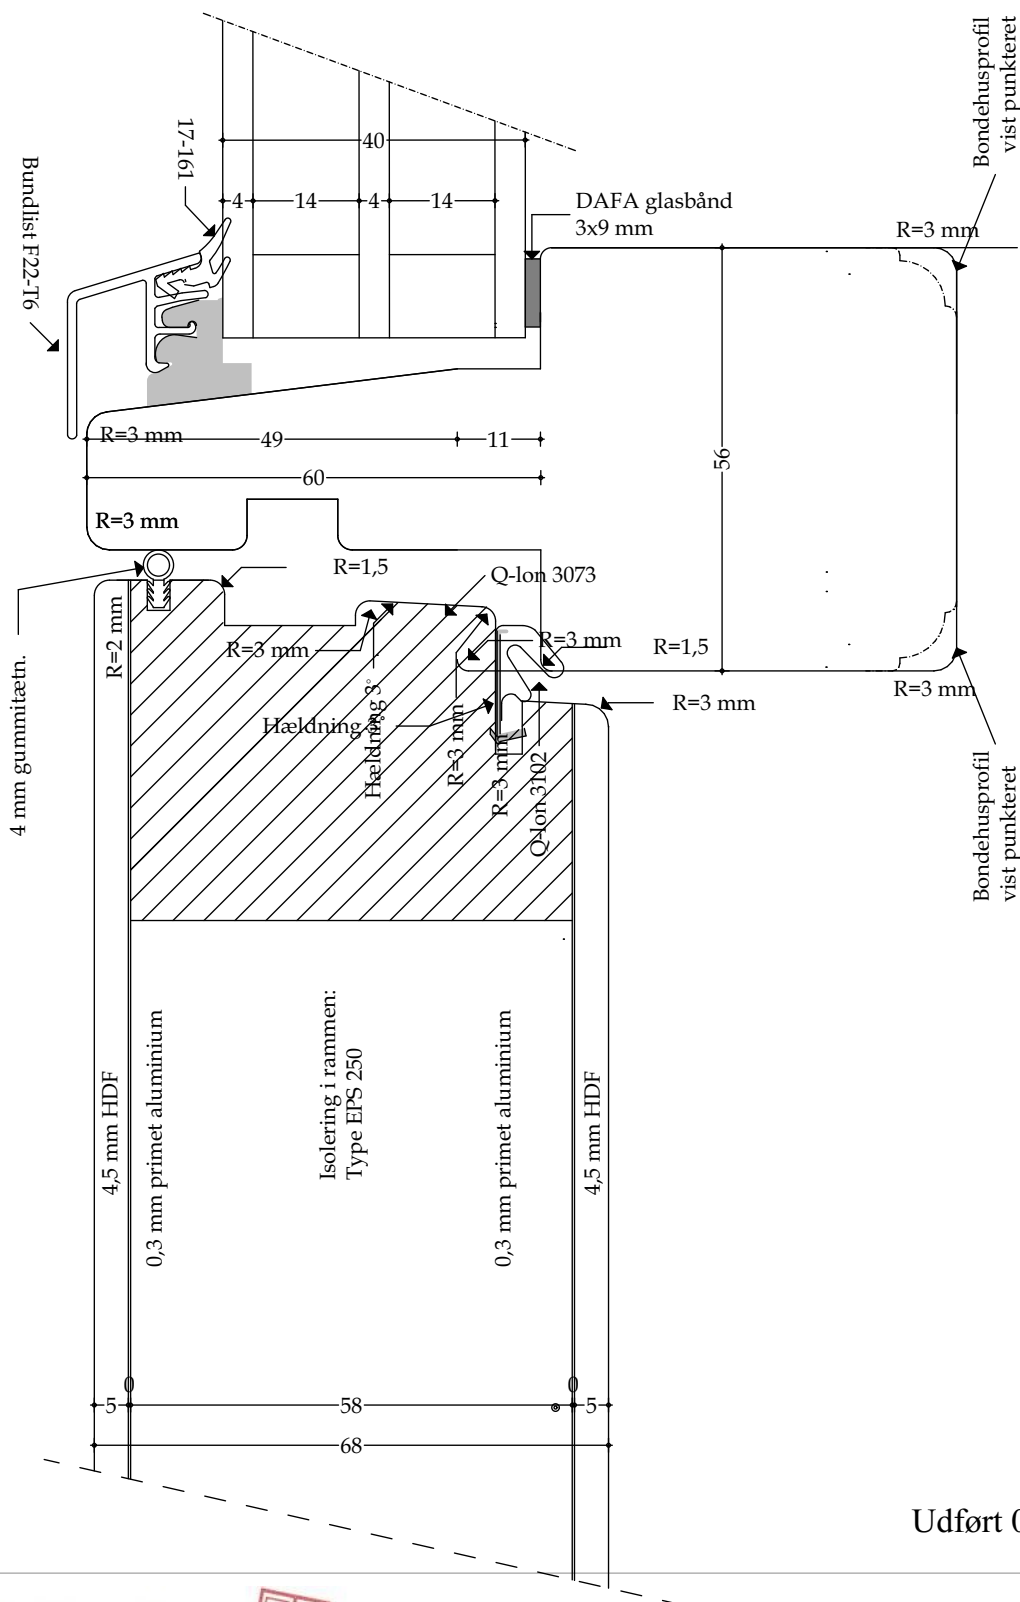 Bondehusprofil
vist punkteret
17-161
40
Bundlist F22-T6
4
14
4
14
DAFA glasbånd
3x9 mm
R=3 mm
R=3 mm
49
11
56
60
R=3 mm
R=1,5
Q-lon 3073
R=2 mm
R=3 mm
R=3 mm
R=1,5
4 mm gummitætn.
Hældning 3°
Hældning
R=3 mm
R=3 mm
R=3 mm
R=3 mm
Q-lon 3102
Bondehusprofil
vist punkteret
4,5 mm HDF
0,3 mm primet aluminium
Isolering i rammen:
Type EPS 250
0,3 mm primet aluminium
4,5 mm HDF
0
0
5
58
5
68
Udført 0